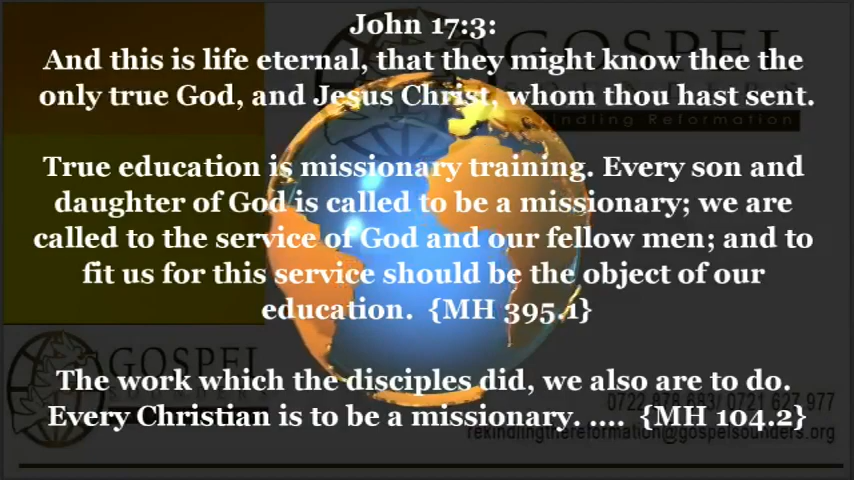 John 17:3:
And this is life eternal, that they might know thee the
only true God, and Jesus Christ, whom thou hast sent.
True education is missionary training. Every son and
daughter of God is called to be a missionary; we are
called to the service of God and our fellow men; and to
fit us for this service should be the object of our
education. {MH 395.1}
The work which the disciples did, we also are to do.
Every Christian is to be a missionary. .... {MH 104.2}
GOSPEL
SOUNDERS
Rekindling Reformation
GOSPEL
SOUNDERS
0722 878 683/ 0721 627 977
rekindlingthereformation@gospelsounders.org